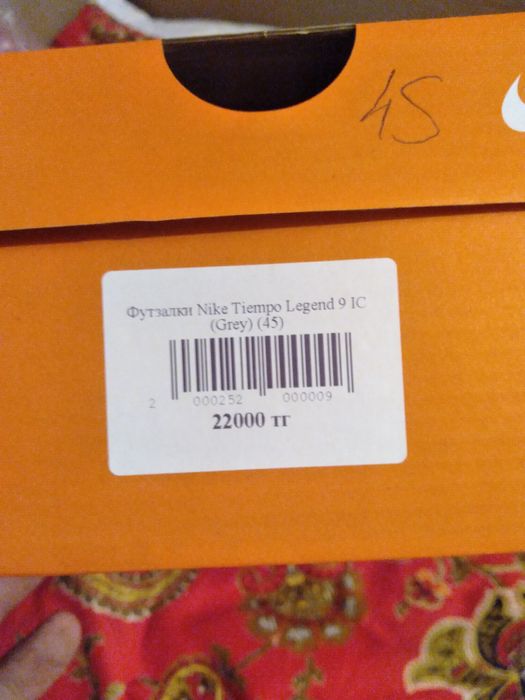 45
Футзалки Nike Tiempo Legend 9 IC
(Grey) (45)
2 000252 000009
22000 тг